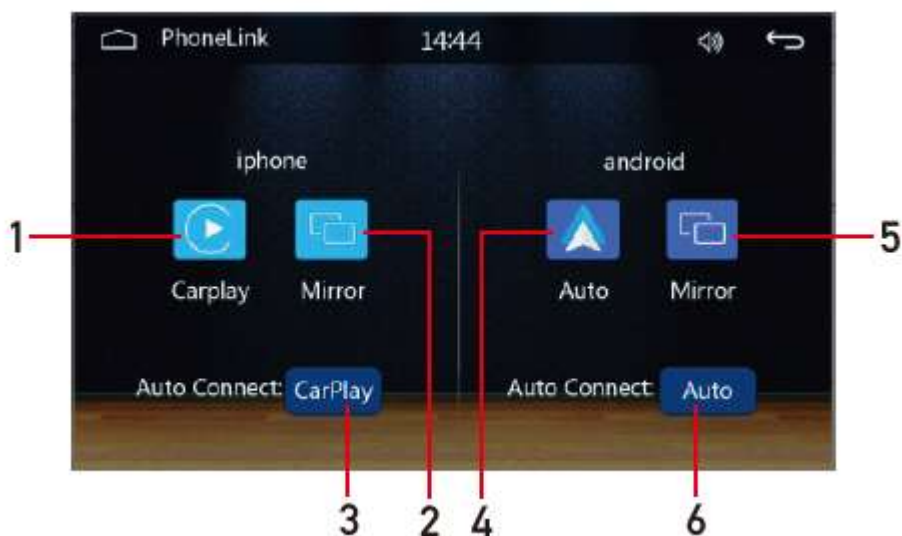 PhoneLink 14:44
iphone android
1 5
Carplay Mirror Auto Mirror
Auto Connect: CarPlay Auto Connect: Auto
3 2 4 6